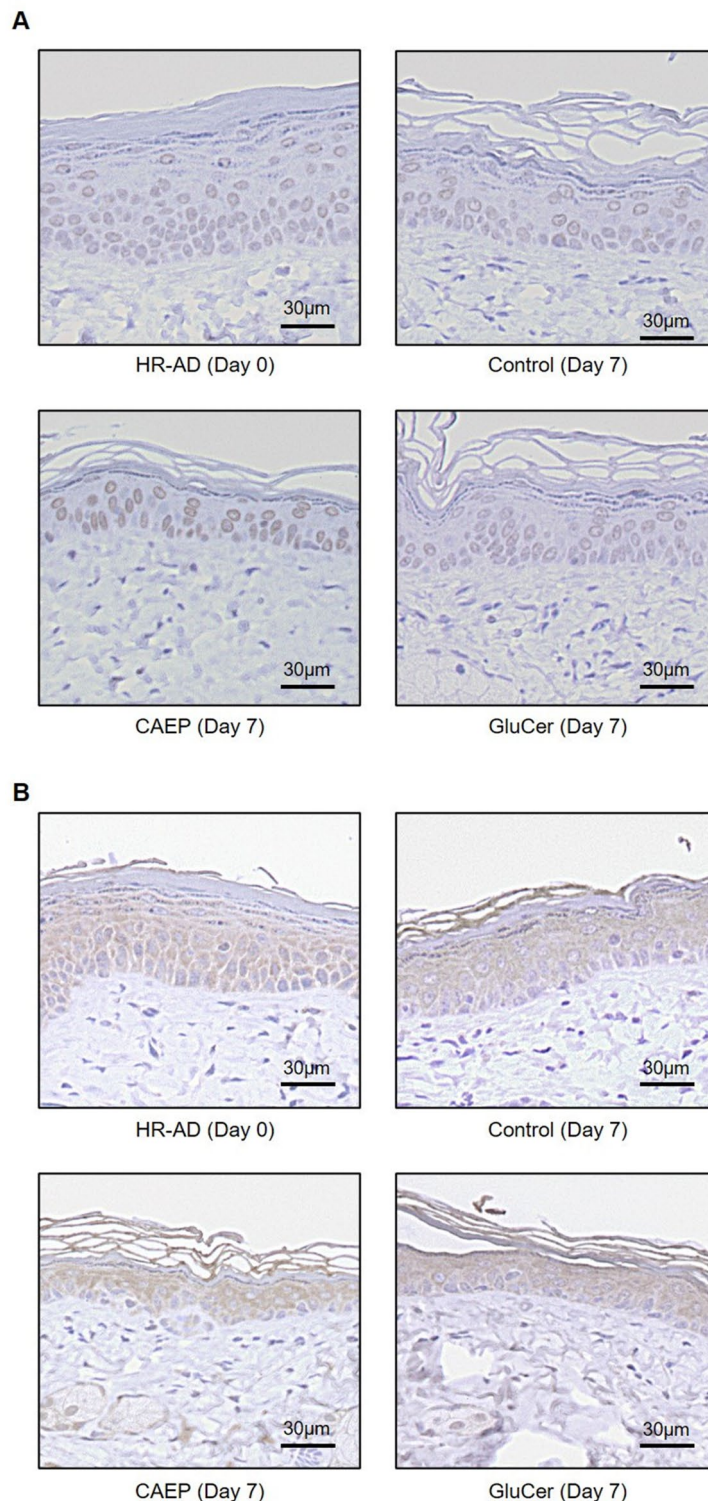 A
30µm
30µm
HR-AD (Day 0)
Control (Day 7)
30µm
30µm
CAEP (Day 7)
GluCer (Day 7)
B
30µm
30µm
HR-AD (Day 0)
Control (Day 7)
30µm
30µm
CAEP (Day 7)
GluCer (Day 7)